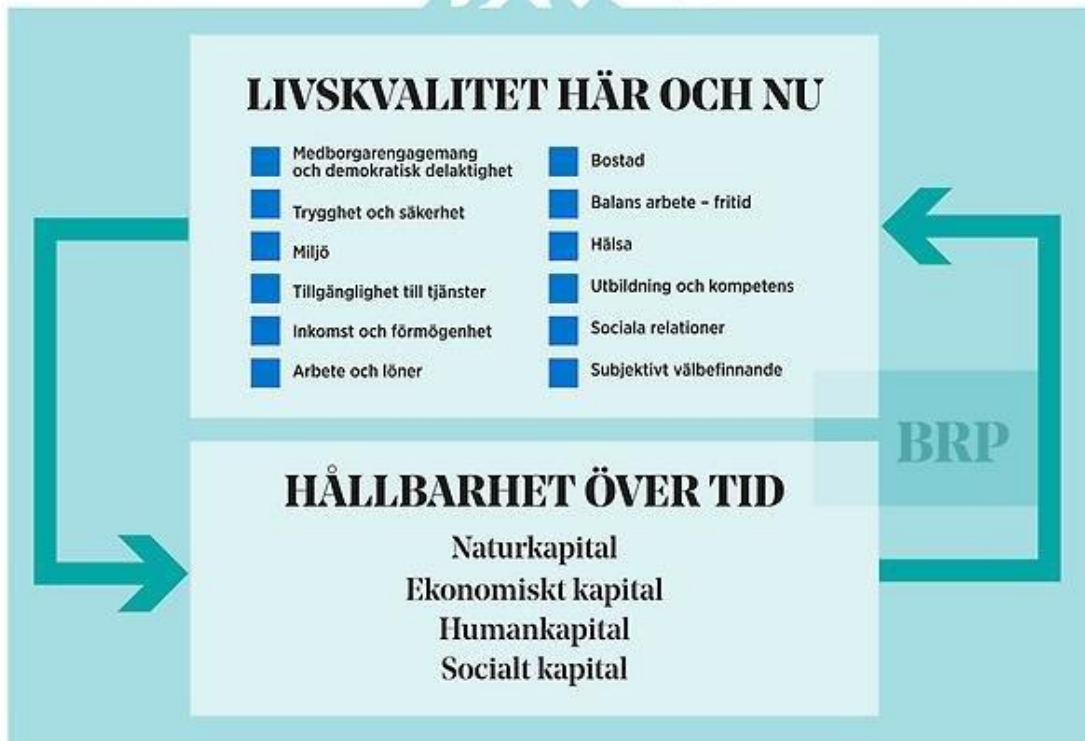 LIVSKVALITET HÄR OCH NU
Medborgarengagemang
och demokratisk delaktighet
Trygghet och säkerhet
Miljö
Tillgänglighet till tjänster
Inkomst och förmögenhet
Arbete och löner
Bostad
Balans arbete – fritid
Hälsa
Utbildning och kompetens
Sociala relationer
Subjektivt välbefinnande
BRP
HÅLLBARHET ÖVER TID
Naturkapital
Ekonomiskt kapital
Humankapital
Socialt kapital